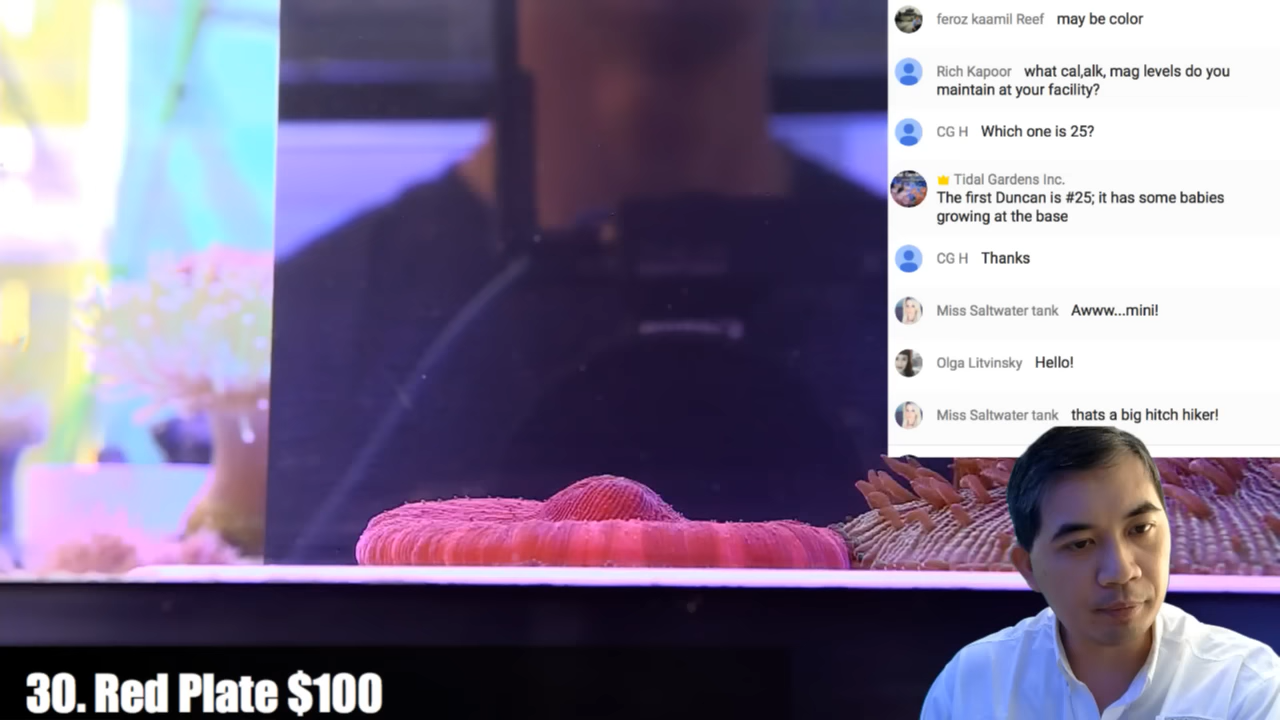 feroz kaamil Reef may be color
Rich Kapoor what cal,alk, mag levels do you
maintain at your facility?
CG H Which one is 25?
Tidal Gardens Inc.
The first Duncan is #25; it has some babies
growing at the base
CG H Thanks
Miss Saltwater tank Awww...mini!
Olga Litvinsky Hello!
Miss Saltwater tank thats a big hitch hiker!
30. Red Plate $100